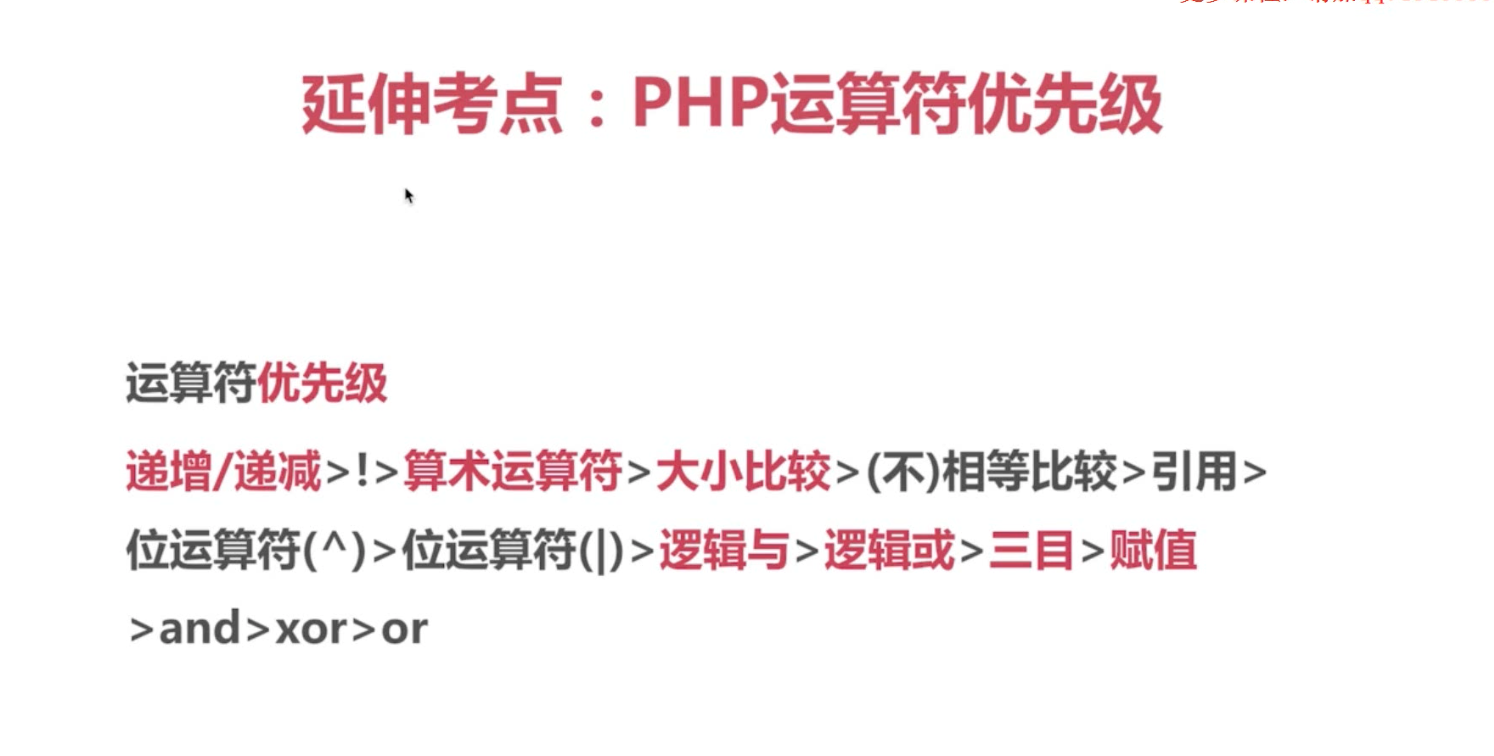 延伸考点：PHP运算符优先级
运算符优先级
递增/递减>!>算术运算符>大小比较>(不)相等比较>引用>
位运算符(^)>位运算符(|)>逻辑与>逻辑或>三目>赋值
>and>xor>or